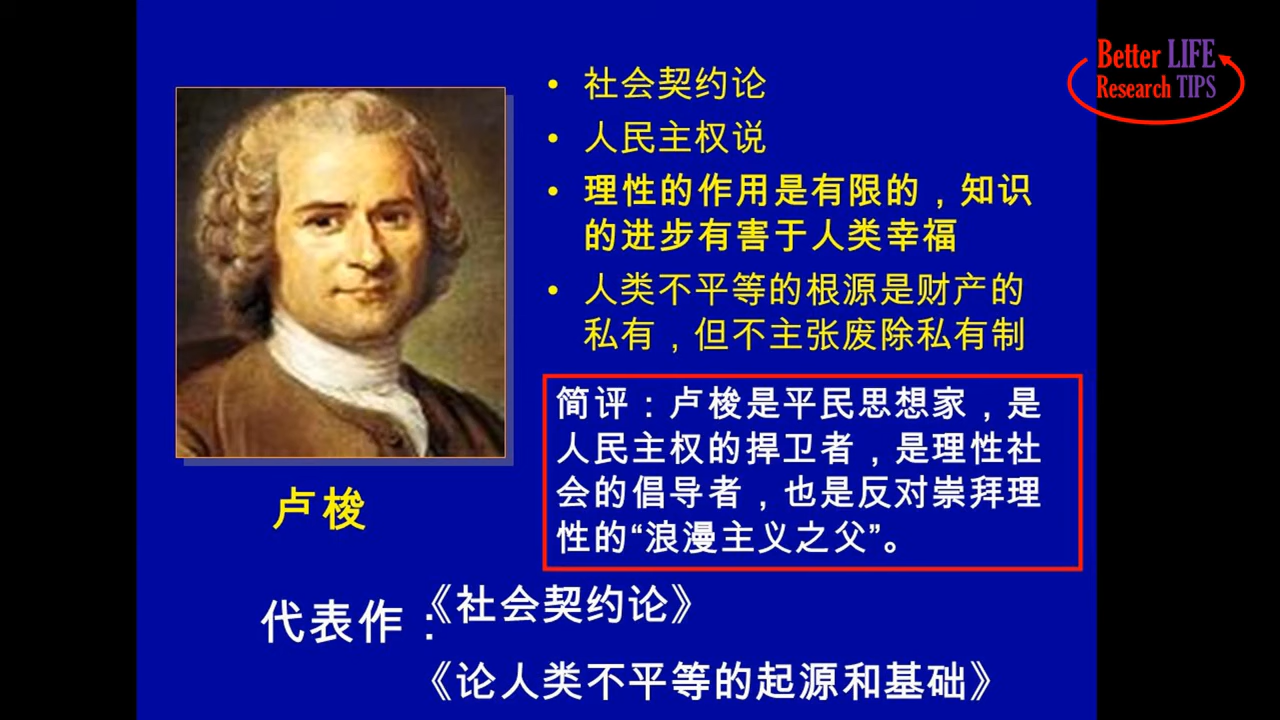 Better LIFE
Research TIPS
• 社会契约论
• 人民主权说
• 理性的作用是有限的，知识
的进步有害于人类幸福
• 人类不平等的根源是财产的
私有，但不主张废除私有制
简评：卢梭是平民思想家，是
人民主权的捍卫者，是理性社
会的倡导者，也是反对崇拜理
性的“浪漫主义之父”。
卢梭
代表作：《社会契约论》
《论人类不平等的起源和基础》